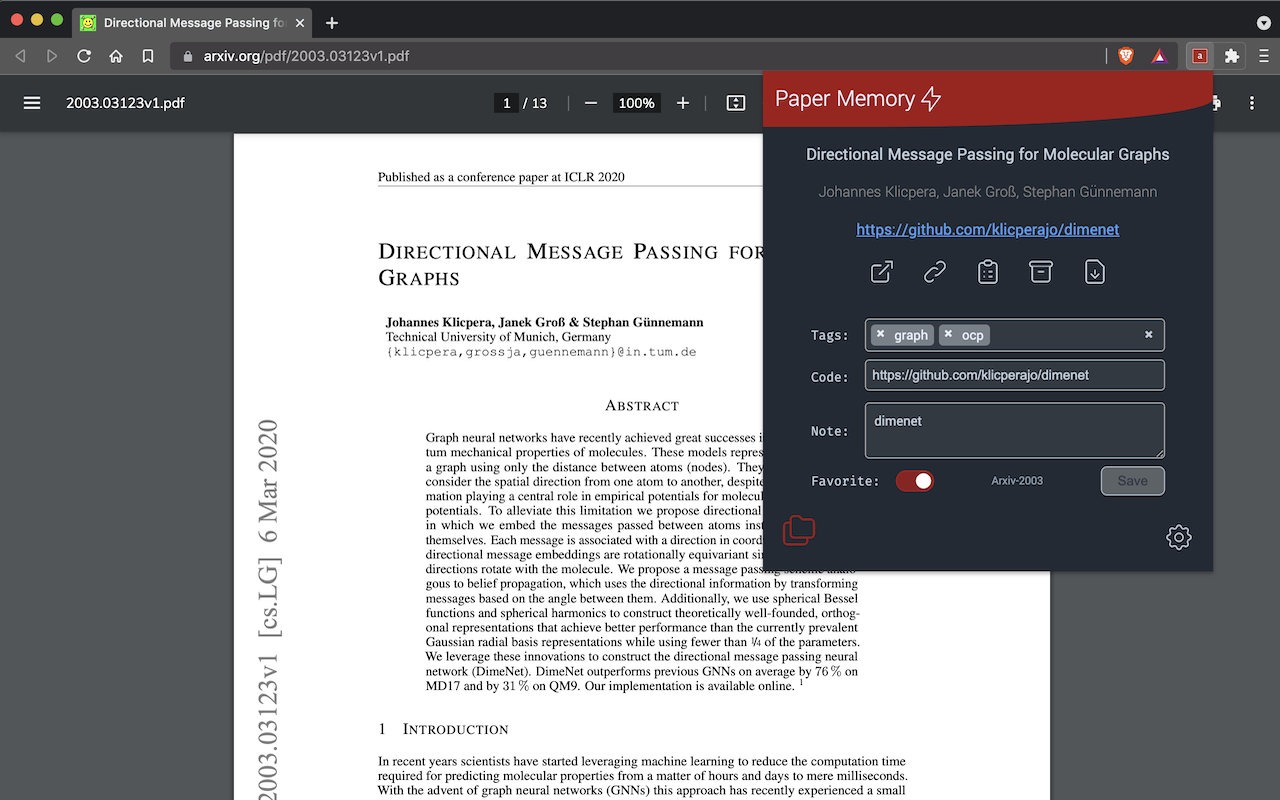 Directional Message Passing fo
arxiv.org/pdf/2003.03123v1.pdf
a
2003.03123v1.pdf
1 / 13
100%
Paper Memory
Directional Message Passing for Molecular Graphs
Johannes Klicpera, Janek Groß, Stephan Günnemann
https://github.com/klicperajo/dimenet
Tags: graph ocp
Code: https://github.com/klicperajo/dimenet
Note: dimenet
Favorite: Arxiv-2003 Save
Published as a conference paper at ICLR 2020
DIRECTIONAL MESSAGE PASSING FOR
GRAPHS
Johannes Klicpera, Janek Groß & Stephan Günnemann
Technical University of Munich, Germany
{klicpera,grossja,guennemann}@in.tum.de
ABSTRACT
Graph neural networks have recently achieved great successes i
tum mechanical properties of molecules. These models repres
a graph using only the distance between atoms (nodes). They
consider the spatial direction from one atom to another, despite
mation playing a central role in empirical potentials for molecul
potentials. To alleviate this limitation we propose directional
in which we embed the messages passed between atoms inst
themselves. Each message is associated with a direction in coord
directional message embeddings are rotationally equivariant si
directions rotate with the molecule. We propose a message passing scheme analo-
gous to belief propagation, which uses the directional information by transforming
messages based on the angle between them. Additionally, we use spherical Bessel
functions and spherical harmonics to construct theoretically well-founded, orthog-
onal representations that achieve better performance than the currently prevalent
Gaussian radial basis representations while using fewer than 1/4 of the parameters.
We leverage these innovations to construct the directional message passing neural
network (DimeNet). DimeNet outperforms previous GNNs on average by 76 % on
MD17 and by 31 % on QM9. Our implementation is available online. 1
1 INTRODUCTION
In recent years scientists have started leveraging machine learning to reduce the computation time
required for predicting molecular properties from a matter of hours and days to mere milliseconds.
With the advent of graph neural networks (GNNs) this approach has recently experienced a small
2003.03123v1 [cs.LG] 6 Mar 2020